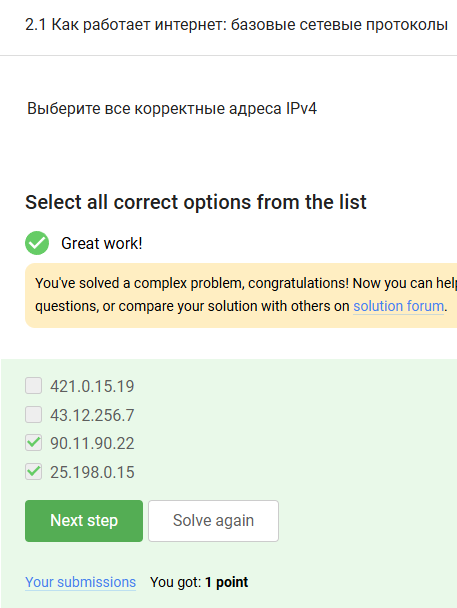 2.1 Как работает интернет: базовые сетевые протоколы
Выберите все корректные адреса IPv4
Select all correct options from the list
Great work!
You've solved a complex problem, congratulations! Now you can
questions, or compare your solution with others on solution forum.
421.0.15.19
43.12.256.7
90.11.90.22
25.198.0.15
Next step
Solve again
Your submissions You got: 1 point